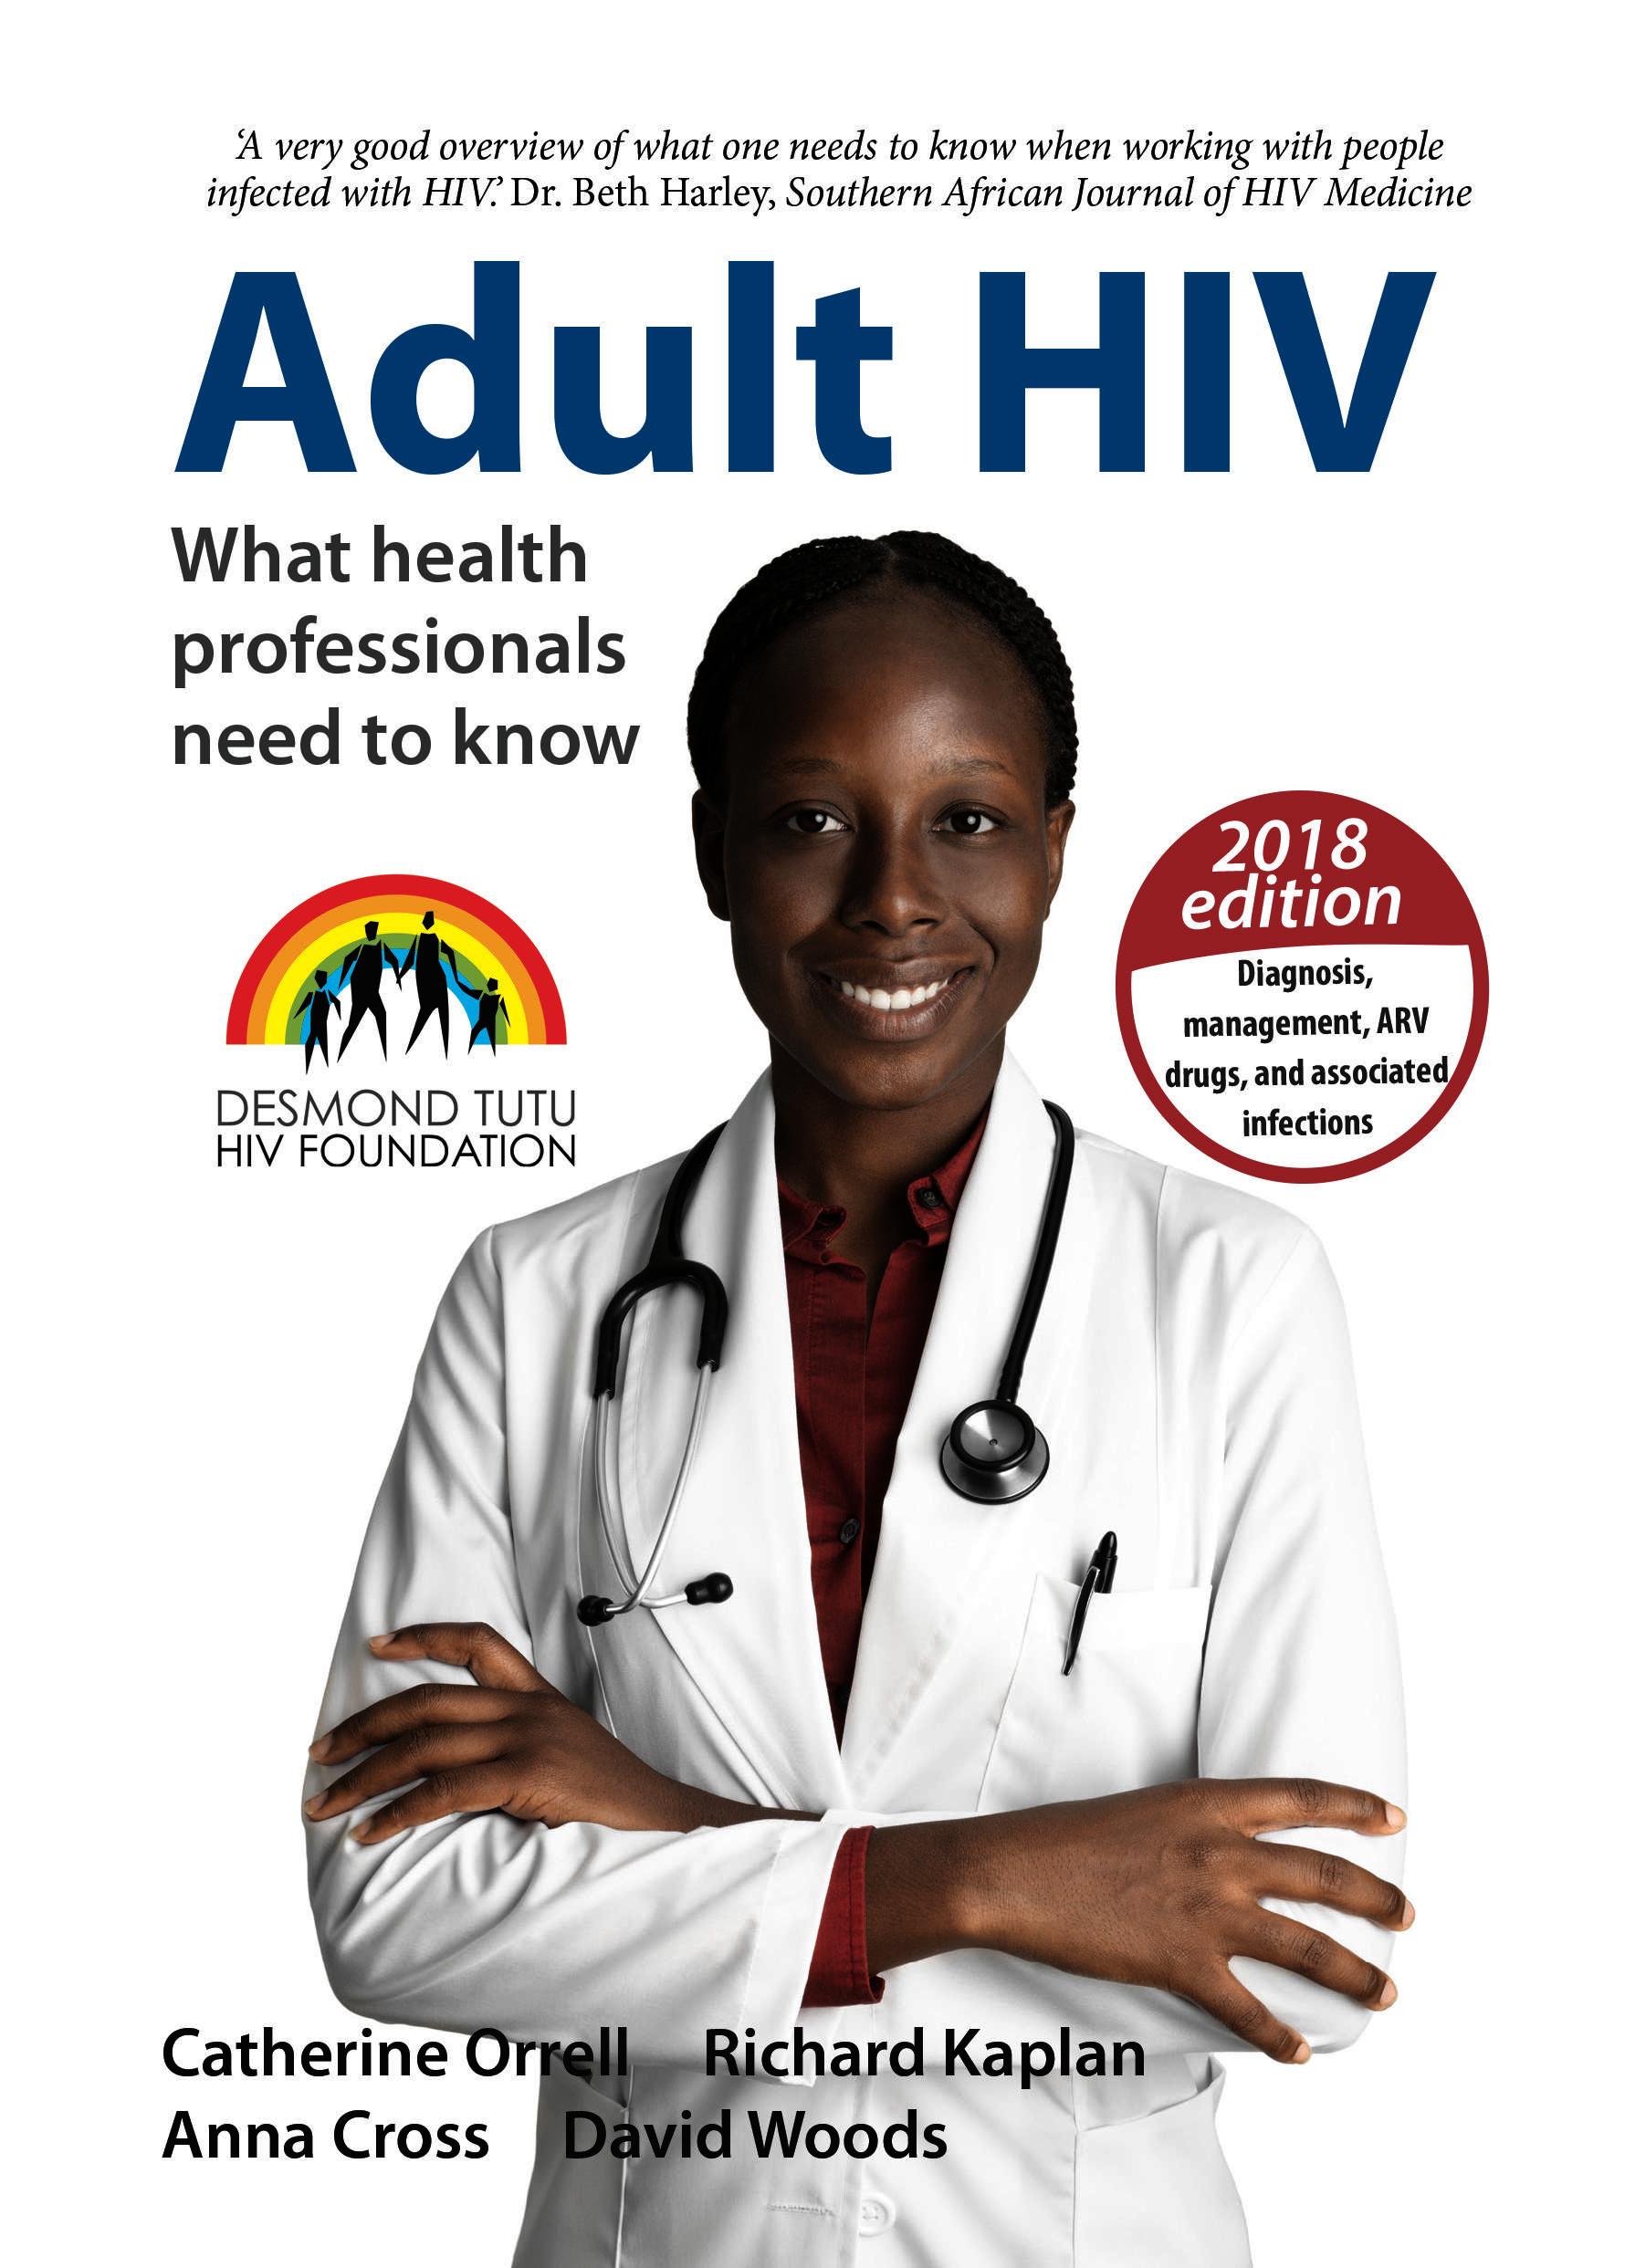 ‘A very good overview of what one needs to know when working with people
infected with HIV.’ Dr. Beth Harley, Southern African Journal of HIV Medicine
Adult HIV
What health
professionals
need to know
2018
edition
Diagnosis,
management, ARV
drugs, and associated
infections
DESMOND TUTU
HIV FOUNDATION
Catherine Orrell Richard Kaplan
Anna Cross David Woods